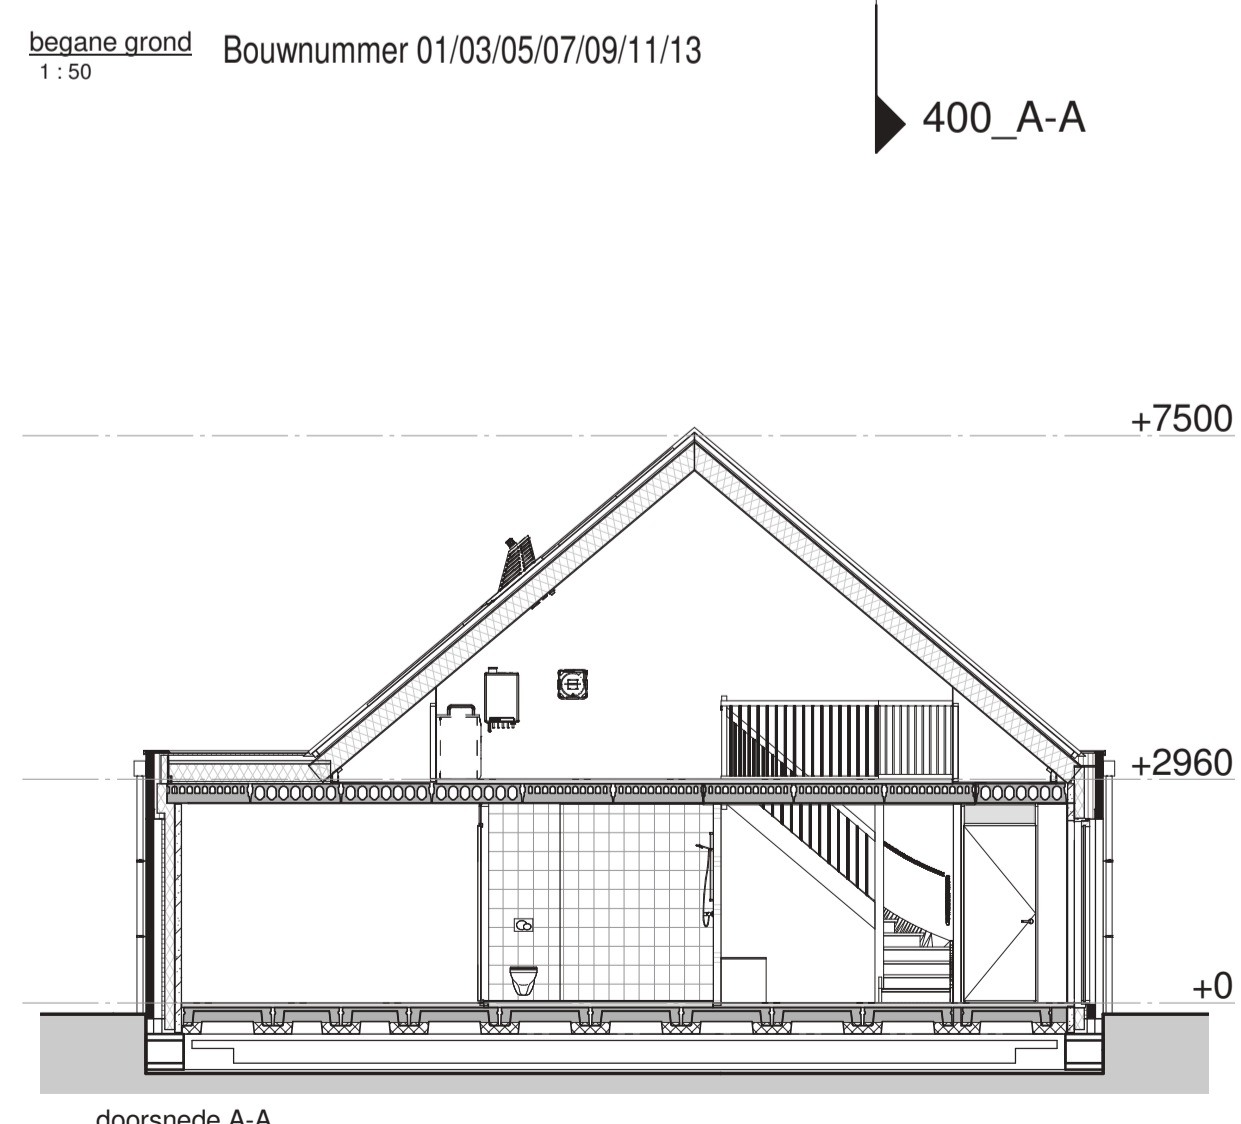 begane grond
1 : 50
Bouwnummer 01/03/05/07/09/11/13
400_A-A
+7500
+2960
+0
doorsnede A-A